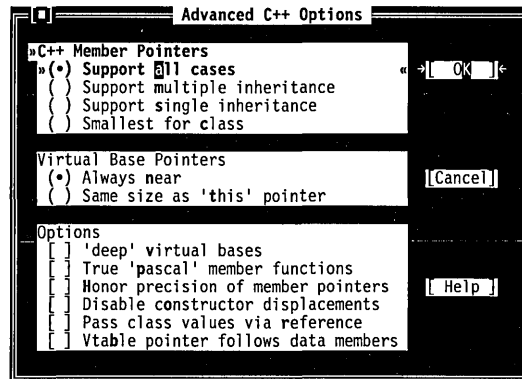 Advanced C++ Options
»C++ Member Pointers
»(•) Support all cases « →[ OK ]←
( ) Support multiple inheritance
( ) Support single inheritance
( ) Smallest for class
Virtual Base Pointers
(•) Always near
( ) Same size as 'this' pointer
[Cancel]
Options
[ ] 'deep' virtual bases
[ ] True 'pascal' member functions
[ ] Honor precision of member pointers
[ ] Disable constructor displacements
[ ] Pass class values via reference
[ ] Vtable pointer follows data members
[ Help ]